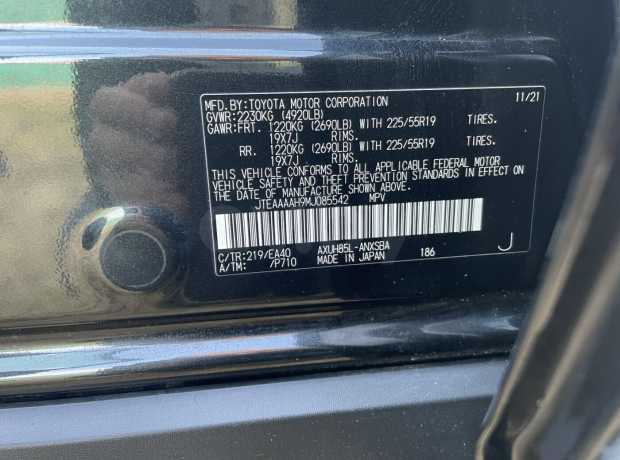 MFD. BY: TOYOTA MOTOR CORPORATION 11/21
GVWR: 2230KG (4920LB)
GAWR: FRT. 1220KG (2690LB) WITH 225/55R19 TIRES.
19X7J RIMS.
RR. 1220KG (2690LB) WITH 225/55R19 TIRES.
19X7J RIMS.
THIS VEHICLE CONFORMS TO ALL APPLICABLE FEDERAL MOTOR
VEHICLE SAFETY AND THEFT PREVENTION STANDARDS IN EFFECT ON
THE DATE OF MANUFACTURE SHOWN ABOVE.
JTEAAAAH9MJ085542 MPV
C/TR: 219/EA40 AXUH85L-ANXSBA 186 J
A/TM: /P710 MADE IN JAPAN